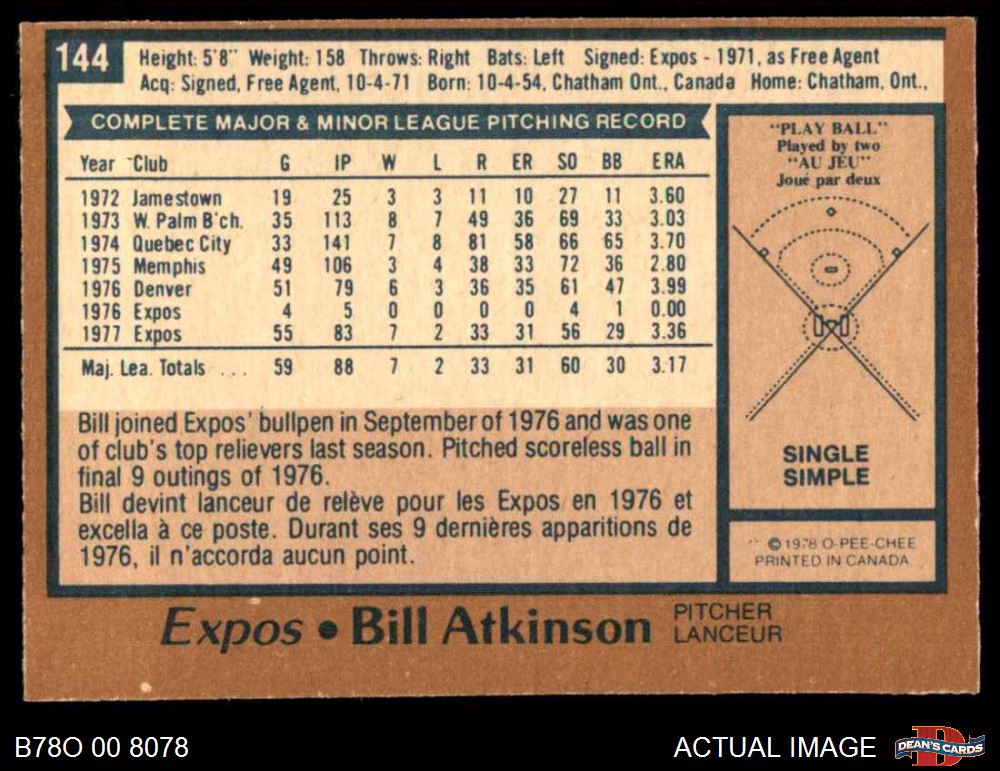 144
Height: 5'8" Weight: 158 Throws: Right Bats: Left Signed: Expos - 1971, as Free Agent
Acq: Signed, Free Agent, 10-4-71 Born: 10-4-54, Chatham Ont., Canada Home: Chatham, Ont.,
COMPLETE MAJOR & MINOR LEAGUE PITCHING RECORD
Year Club G IP W L R ER SO BB ERA
1972 Jamestown 19 25 3 3 11 10 27 11 3.60
1973 W. Palm B'ch. 35 113 8 7 49 36 69 33 3.03
1974 Quebec City 33 141 7 8 81 58 66 65 3.70
1975 Memphis 49 106 3 4 38 33 72 36 2.80
1976 Denver 51 79 6 3 36 35 61 47 3.99
1976 Expos 4 5 0 0 0 0 4 1 0.00
1977 Expos 55 83 7 2 33 31 56 29 3.36
Maj. Lea. Totals ... 59 88 7 2 33 31 60 30 3.17
Bill joined Expos' bullpen in September of 1976 and was one
of club's top relievers last season. Pitched scoreless ball in
final 9 outings of 1976.
Bill devint lanceur de relève pour les Expos en 1976 et
excella à ce poste. Durant ses 9 dernières apparitions de
1976, il n'accorda aucun point.
"PLAY BALL"
Played by two
"AU JEU"
Joué par deux
SINGLE
SIMPLE
© 1978 O-PEE-CHEE
PRINTED IN CANADA
Expos • Bill Atkinson PITCHER
LANCEUR
B78O 00 8078
ACTUAL IMAGE
DEAN'S CARDS